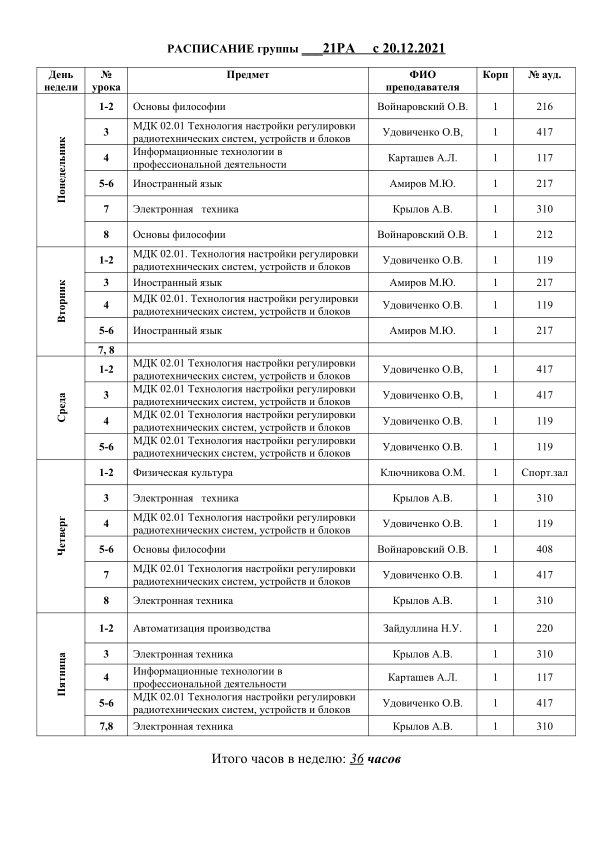 РАСПИСАНИЕ группы ___21РА__ с 20.12.2021
День недели | № урока | Предмет | ФИО преподавателя | Корп | № ауд.
Понедельник
1-2 | Основы философии | Войнаровский О.В. | 1 | 216
3 | МДК 02.01 Технология настройки регулировки радиотехнических систем, устройств и блоков | Удовиченко О.В, | 1 | 417
4 | Информационные технологии в профессиональной деятельности | Карташев А.Л. | 1 | 117
5-6 | Иностранный язык | Амиров М.Ю. | 1 | 217
7 | Электронная техника | Крылов А.В. | 1 | 310
8 | Основы философии | Войнаровский О.В. | 1 | 212
Вторник
1-2 | МДК 02.01. Технология настройки регулировки радиотехнических систем, устройств и блоков | Удовиченко О.В. | 1 | 119
3 | Иностранный язык | Амиров М.Ю. | 1 | 217
4 | МДК 02.01. Технология настройки регулировки радиотехнических систем, устройств и блоков | Удовиченко О.В. | 1 | 119
5-6 | Иностранный язык | Амиров М.Ю. | 1 | 217
7, 8
Среда
1-2 | МДК 02.01 Технология настройки регулировки радиотехнических систем, устройств и блоков | Удовиченко О.В, | 1 | 417
3 | МДК 02.01 Технология настройки регулировки радиотехнических систем, устройств и блоков | Удовиченко О.В, | 1 | 417
4 | МДК 02.01 Технология настройки регулировки радиотехнических систем, устройств и блоков | Удовиченко О.В. | 1 | 119
5-6 | МДК 02.01 Технология настройки регулировки радиотехнических систем, устройств и блоков | Удовиченко О.В. | 1 | 119
Четверг
1-2 | Физическая культура | Ключникова О.М. | 1 | Спорт.зал
3 | Электронная техника | Крылов А.В. | 1 | 310
4 | МДК 02.01 Технология настройки регулировки радиотехнических систем, устройств и блоков | Удовиченко О.В. | 1 | 119
5-6 | Основы философии | Войнаровский О.В. | 1 | 408
7 | МДК 02.01 Технология настройки регулировки радиотехнических систем, устройств и блоков | Удовиченко О.В. | 1 | 417
8 | Электронная техника | Крылов А.В. | 1 | 310
Пятница
1-2 | Автоматизация производства | Зайдуллина Н.У. | 1 | 220
3 | Электронная техника | Крылов А.В. | 1 | 310
4 | Информационные технологии в профессиональной деятельности | Карташев А.Л. | 1 | 117
5-6 | МДК 02.01 Технология настройки регулировки радиотехнических систем, устройств и блоков | Удовиченко О.В. | 1 | 417
7,8 | Электронная техника | Крылов А.В. | 1 | 310
Итого часов в неделю: 36 часов